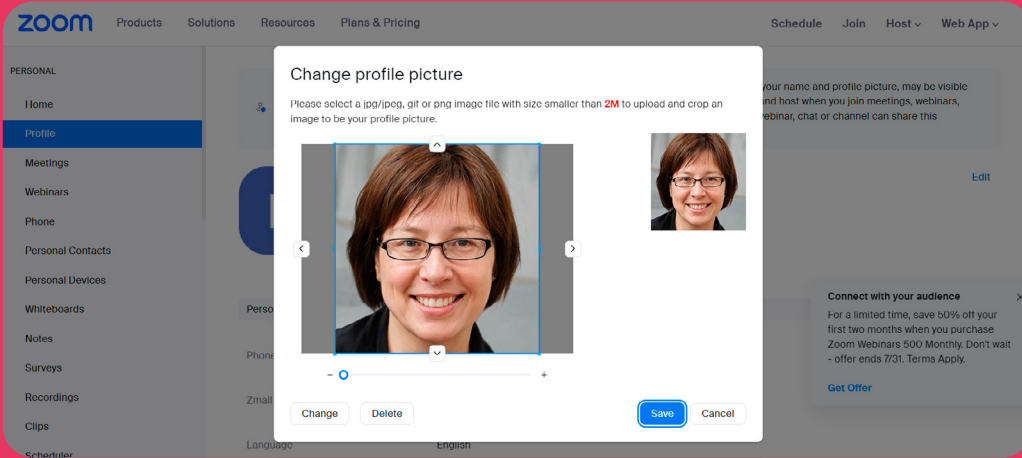 zoom
Products Solutions Resources Plans & Pricing
Schedule Join Host Web App
PERSONAL
Home
Profile
Meetings
Webinars
Phone
Personal Contacts
Personal Devices
Whiteboards
Notes
Surveys
Recordings
Clips
Scheduler
Change profile picture
Please select a jpg/jpeg, gif or png image file with size smaller than 2M to upload and crop an
image to be your profile picture.
- +
Change Delete
Save Cancel
your name and profile picture, may be visible
and host when you join meetings, webinars,
webinar, chat or channel can share this
Edit
Perso
Phone
Zmail
Language English
Connect with your audience
For a limited time, save 50% off your
first two months when you purchase
Zoom Webinars 500 Monthly. Don't wait
- offer ends 7/31. Terms Apply.
Get Offer